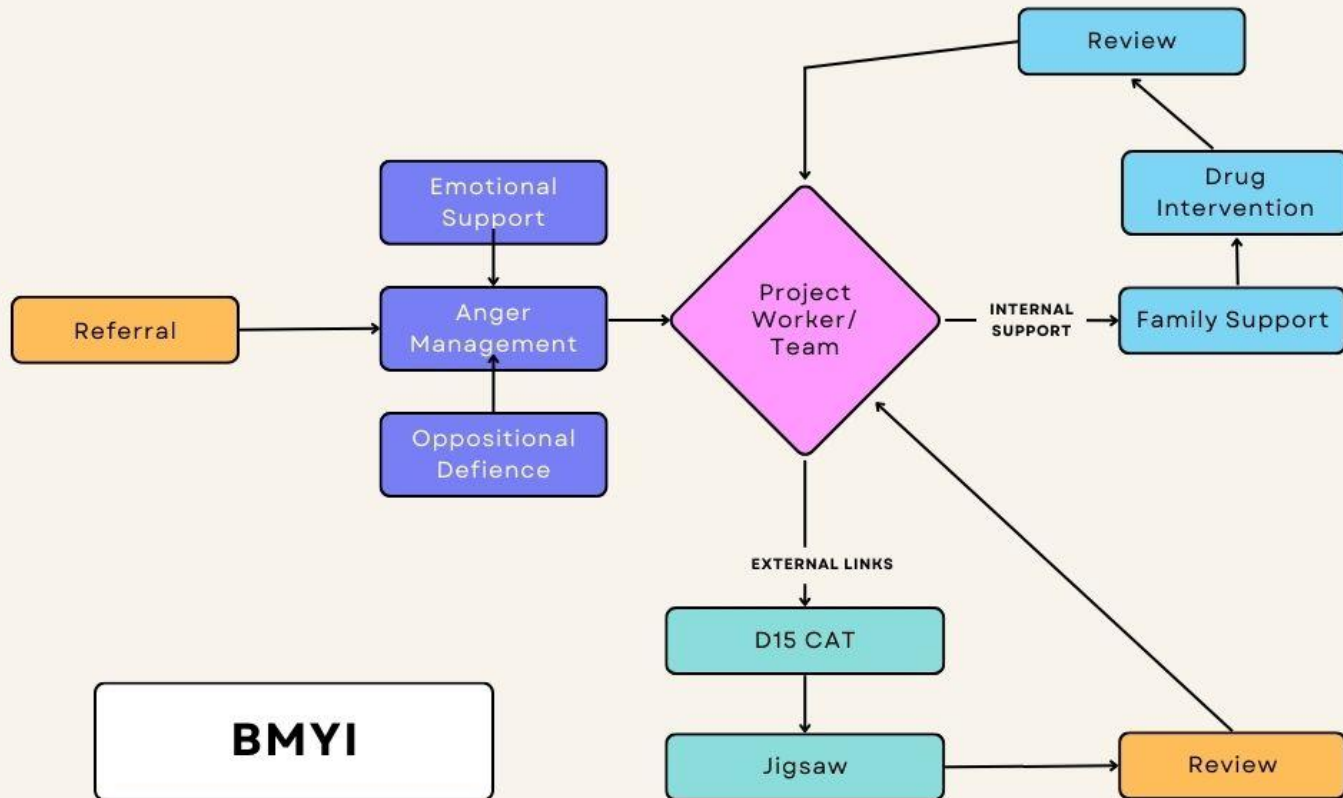 Review
Drug
Intervention
Emotional
Support
Referral
Anger
Management
Project
Worker/
Team
INTERNAL
SUPPORT
Family Support
Oppositional
Defience
EXTERNAL LINKS
D15 CAT
BMYI
Jigsaw
Review